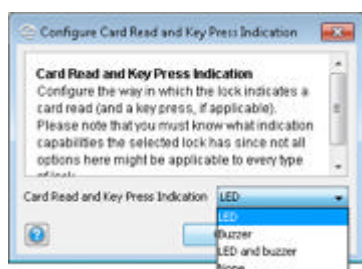 Configure Card Read and Key Press Indication
Card Read and Key Press Indication
Configure the way in which the lock indicates a
card read (and a key press, if applicable).
Please note that you must know what indication
capabilities the selected lock has since not all
options here might be applicable to every type
of lock
Card Read and Key Press Indication LED
LED
Buzzer
LED and buzzer
None